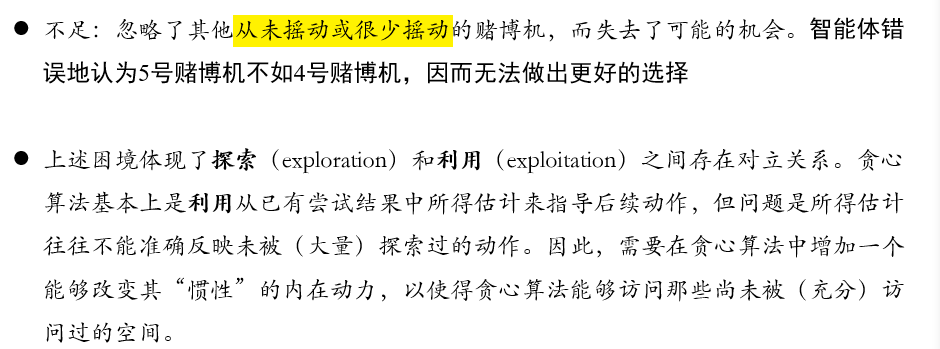 ● 不足：忽略了其他从未摇动或很少摇动的赌博机，而失去了可能的机会。智能体错
误地认为5号赌博机不如4号赌博机，因而无法做出更好的选择
● 上述困境体现了探索（exploration）和利用（exploitation）之间存在对立关系。贪心
算法基本上是利用从已有尝试结果中所得估计来指导后续动作，但问题是所得估计
往往不能准确反映未被（大量）探索过的动作。因此，需要在贪心算法中增加一个
能够改变其“惯性”的内在动力，以使得贪心算法能够访问那些尚未被（充分）访
问过的空间。